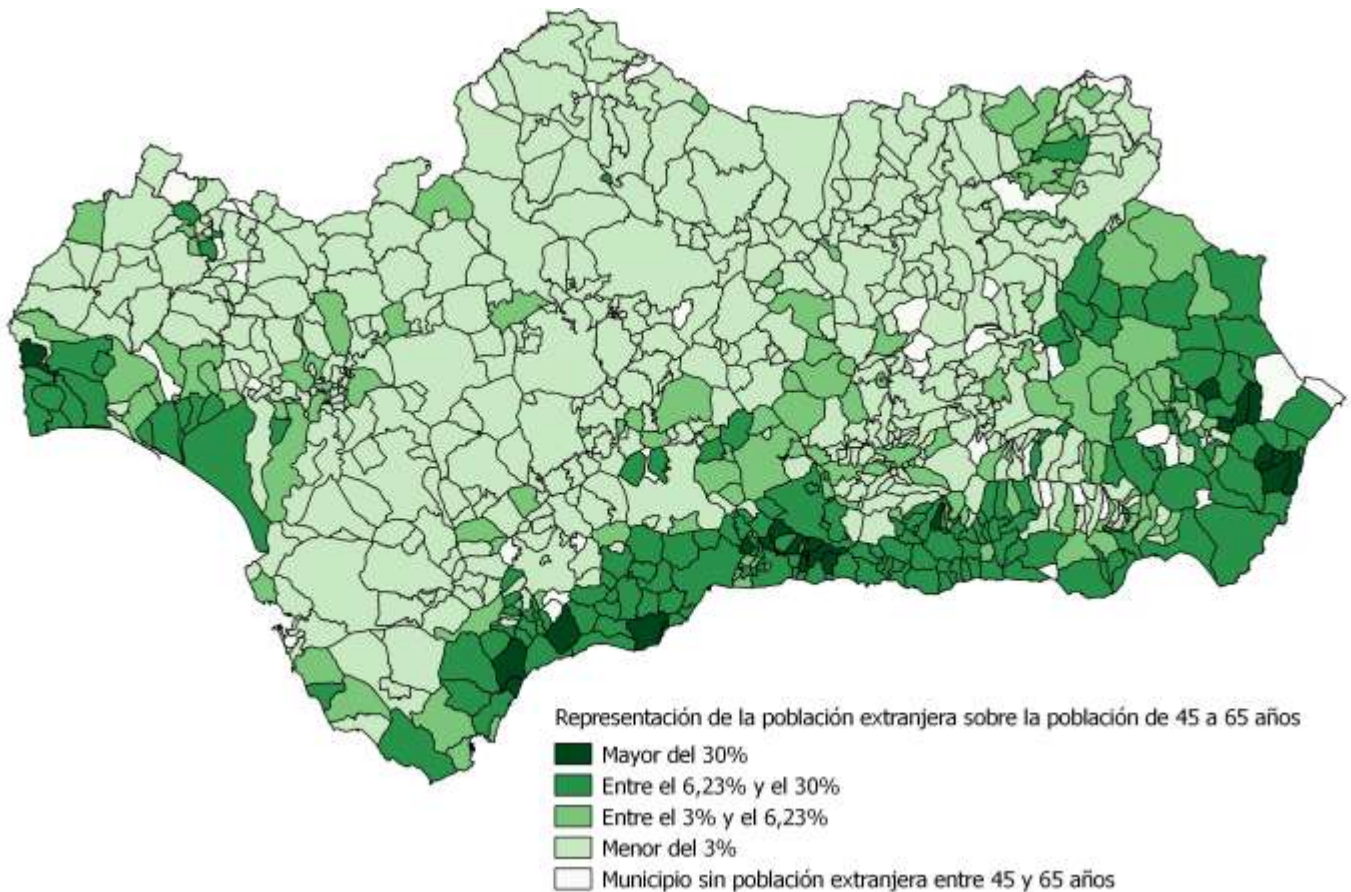 Representación de la población extranjera sobre la población de 45 a 65 años
Mayor del 30%
Entre el 6,23% y el 30%
Entre el 3% y el 6,23%
Menor del 3%
Municipio sin población extranjera entre 45 y 65 años